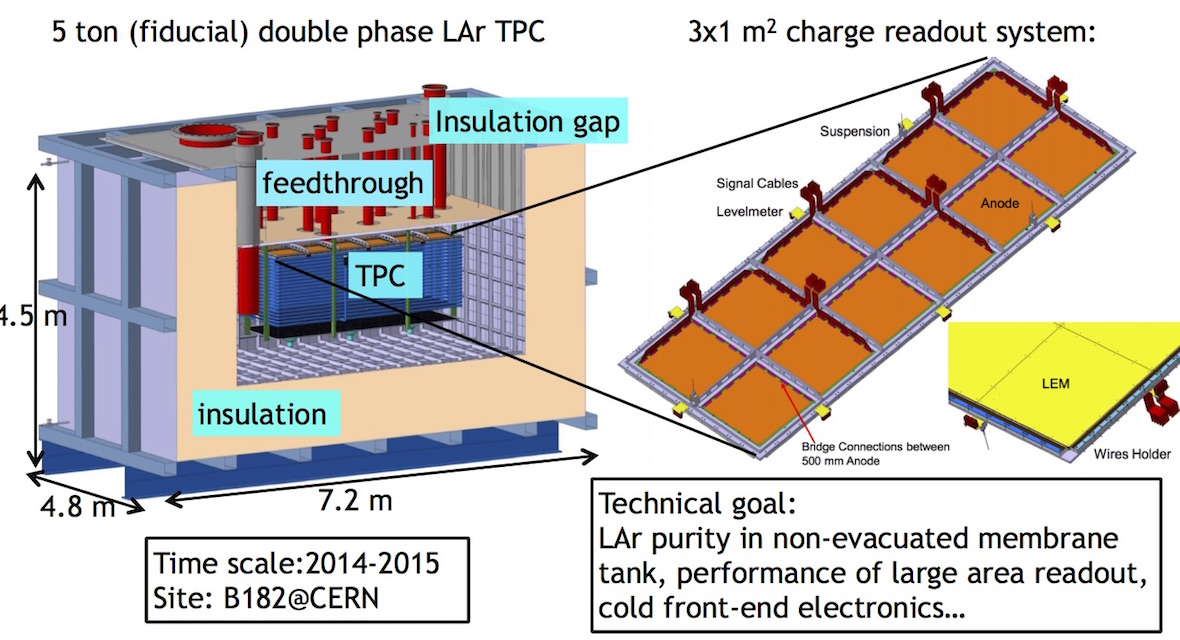 5 ton (fiducial) double phase LAr TPC
3x1 m² charge readout system:
Insulation gap
feedthrough
TPC
insulation
4.5 m
4.8 m
7.2 m
Suspension
Signal Cables
Levelmeter
Anode
LEM
Bridge Connections between
500 mm Anode
Wires Holder
Time scale:2014-2015
Site: B182@CERN
Technical goal:
LAr purity in non-evacuated membrane
tank, performance of large area readout,
cold front-end electronics…